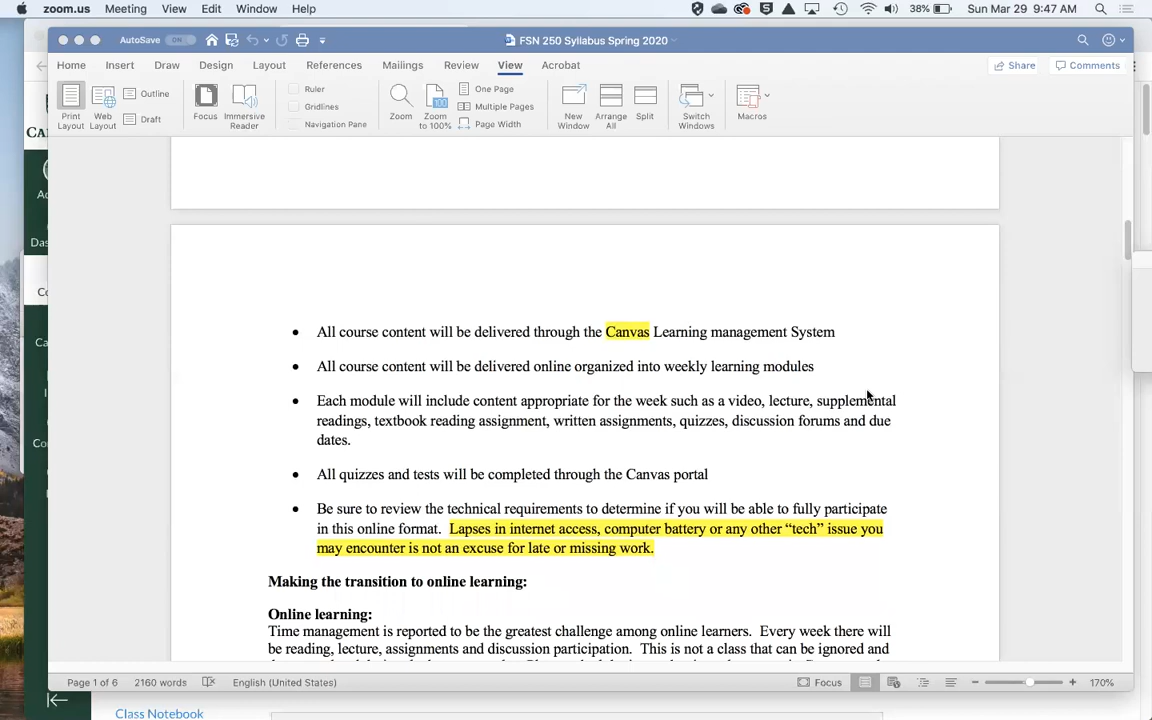 zoom.us Meeting View Edit Window Help 38% Sun Mar 29 9:47 AM
AutoSave ON FSN 250 Syllabus Spring 2020
Home Insert Draw Design Layout References Mailings Review View Acrobat Share Comments
Print Layout
Web Layout
Outline
Draft
Focus
Immersive Reader
Ruler
Gridlines
Navigation Pane
Zoom
Zoom to 100%
One Page
Multiple Pages
Page Width
New Window
Arrange All
Split
Switch Windows
Macros
• All course content will be delivered through the Canvas Learning management System
• All course content will be delivered online organized into weekly learning modules
• Each module will include content appropriate for the week such as a video, lecture, supplemental
readings, textbook reading assignment, written assignments, quizzes, discussion forums and due
dates.
• All quizzes and tests will be completed through the Canvas portal
• Be sure to review the technical requirements to determine if you will be able to fully participate
in this online format. Lapses in internet access, computer battery or any other “tech” issue you
may encounter is not an excuse for late or missing work.
Making the transition to online learning:
Online learning:
Time management is reported to be the greatest challenge among online learners. Every week there will
be reading, lecture, assignments and discussion participation. This is not a class that can be ignored and
Page 1 of 6 2160 words English (United States) Focus 170%
Class Notebook